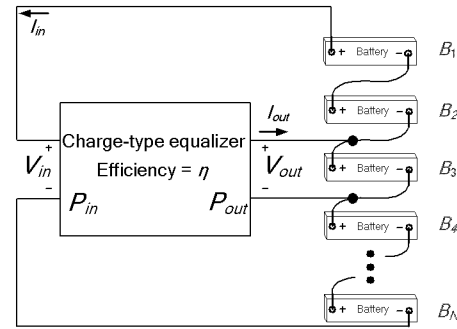 I_in
+ Battery - B_1
+ Battery - B_2
I_out
Charge-type equalizer
Efficiency = η
+ V_in -
+ V_out -
P_in P_out
+ Battery - B_3
+ Battery - B_4
+ Battery - B_N